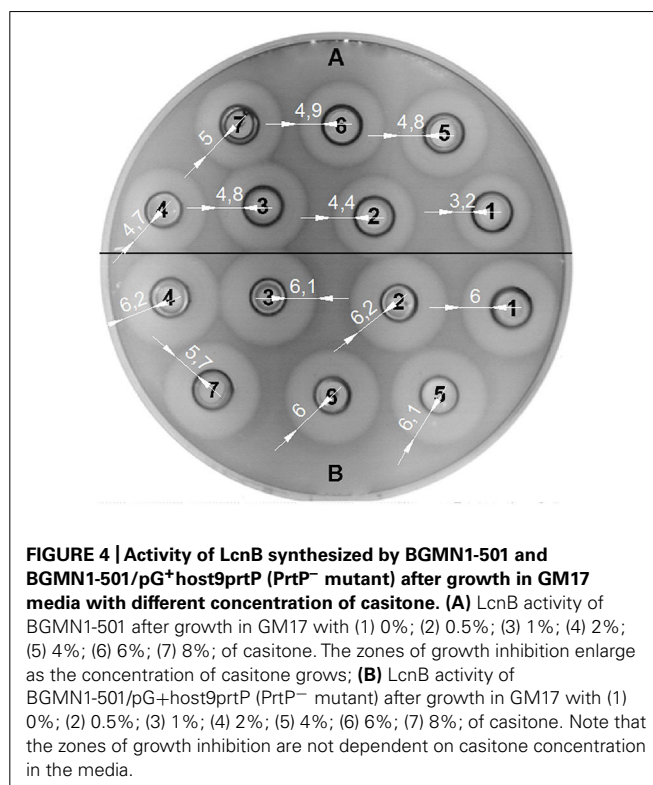 A
7 4,9 6 4,8 5
5
4 4,8 3 4,4 2 3,2 1
4,7
4 3 6,1 2 6 1
6,2 6,2
5,7
7 6 5
6 6,1
B
FIGURE 4 | Activity of LcnB synthesized by BGMN1-501 and
BGMN1-501/pG⁺host9prtP (PrtP⁻ mutant) after growth in GM17
media with different concentration of casitone. (A) LcnB activity of
BGMN1-501 after growth in GM17 with (1) 0%; (2) 0.5%; (3) 1%; (4) 2%;
(5) 4%; (6) 6%; (7) 8%; of casitone. The zones of growth inhibition enlarge
as the concentration of casitone grows; (B) LcnB activity of
BGMN1-501/pG+host9prtP (PrtP⁻ mutant) after growth in GM17 with (1)
0%; (2) 0.5%; (3) 1%; (4) 2%; (5) 4%; (6) 6%; (7) 8%; of casitone. Note that
the zones of growth inhibition are not dependent on casitone concentration
in the media.